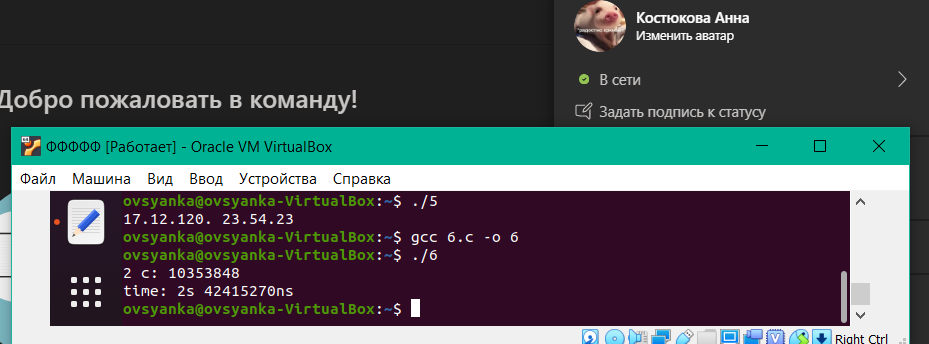 Костюкова Анна
Изменить аватар
В сети
Добро пожаловать в команду!
Задать подпись к статусу
ФФФФФ [Работает] - Oracle VM VirtualBox
Файл Машина Вид Ввод Устройства Справка
ovsyanka@ovsyanka-VirtualBox:~$ ./5
17.12.120. 23.54.23
ovsyanka@ovsyanka-VirtualBox:~$ gcc 6.c -o 6
ovsyanka@ovsyanka-VirtualBox:~$ ./6
2 c: 10353848
time: 2s 42415270ns
ovsyanka@ovsyanka-VirtualBox:~$
Right Ctrl